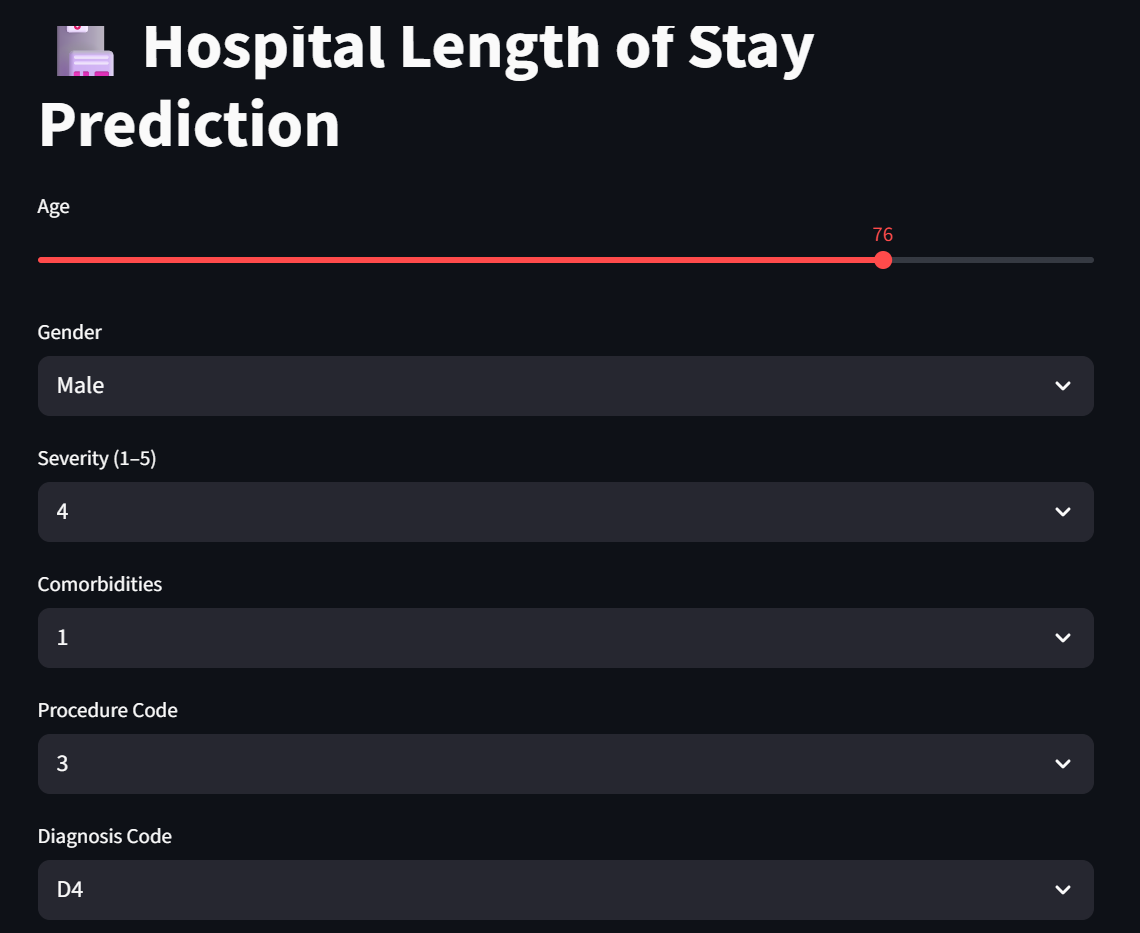 Hospital Length of Stay
Prediction
Age
76
Gender
Male
Severity (1–5)
4
Comorbidities
1
Procedure Code
3
Diagnosis Code
D4